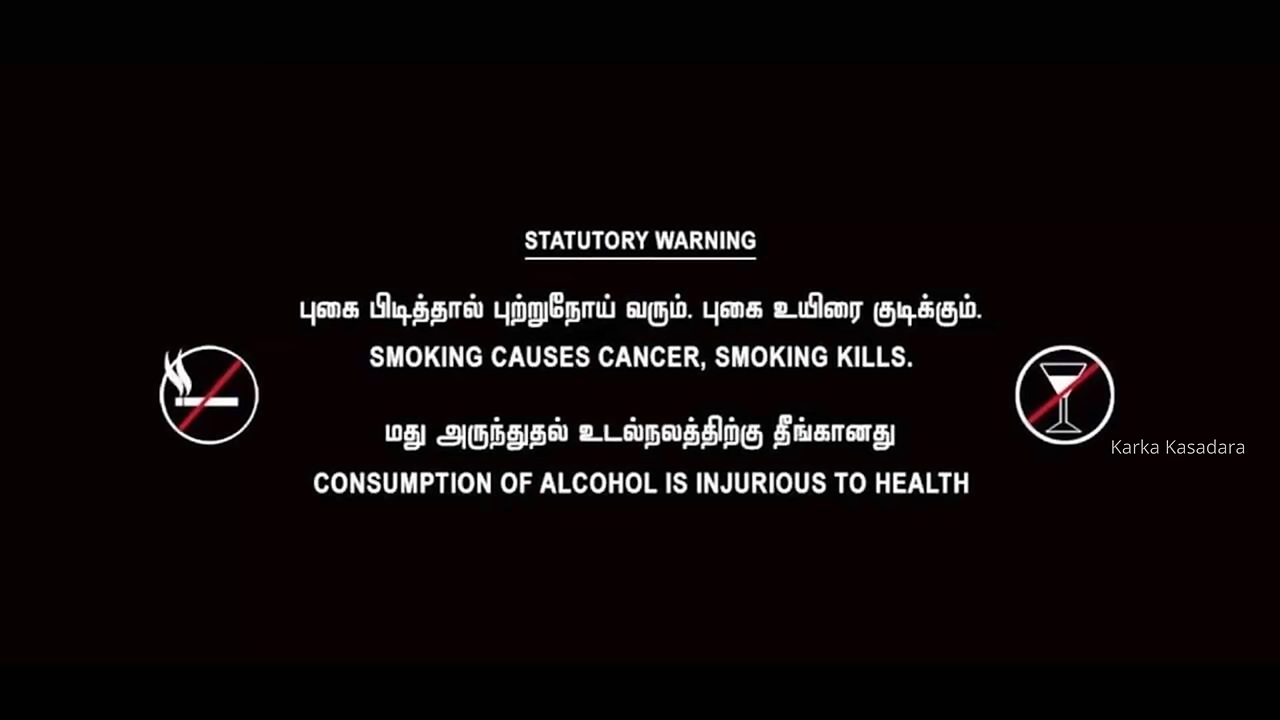 STATUTORY WARNING
புகை பிடித்தால் புற்றுநோய் வரும். புகை உயிரை குடிக்கும்.
SMOKING CAUSES CANCER, SMOKING KILLS.
மது அருந்துதல் உடல்நலத்திற்கு தீங்கானது
Karka Kasadara
CONSUMPTION OF ALCOHOL IS INJURIOUS TO HEALTH